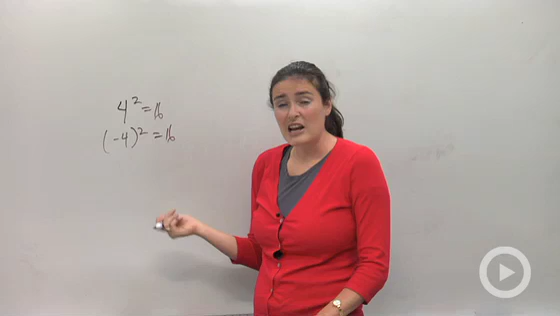 4² = 16
(-4)² = 16